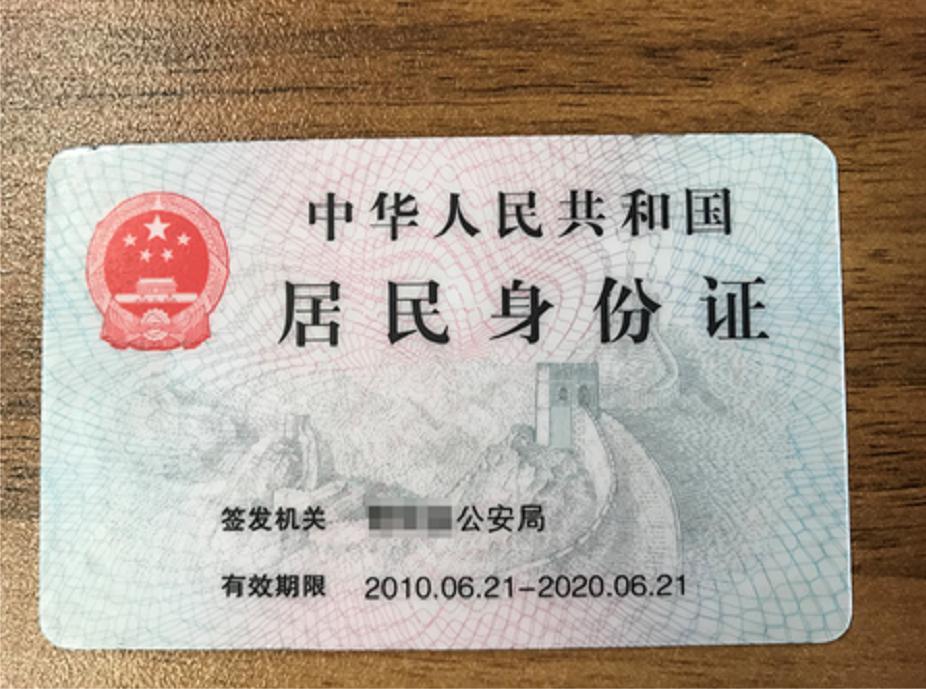 中华人民共和国
居民身份证
签发机关 公安局
有效期限 2010.06.21-2020.06.21